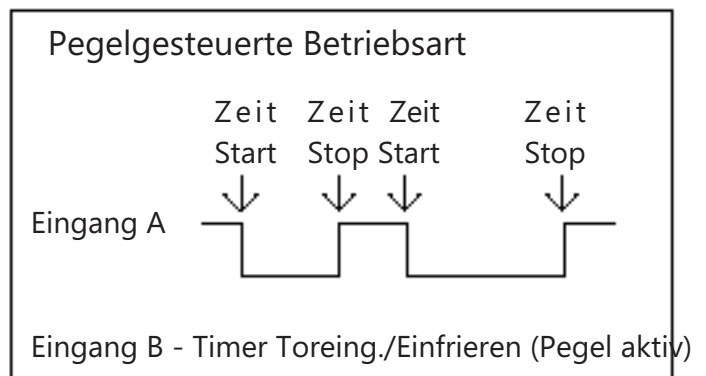 Pegelgesteuerte Betriebsart
Zeit Zeit Zeit Zeit
Start Stop Start Stop
Eingang A
Eingang B - Timer Toreing./Einfrieren (Pegel aktiv)